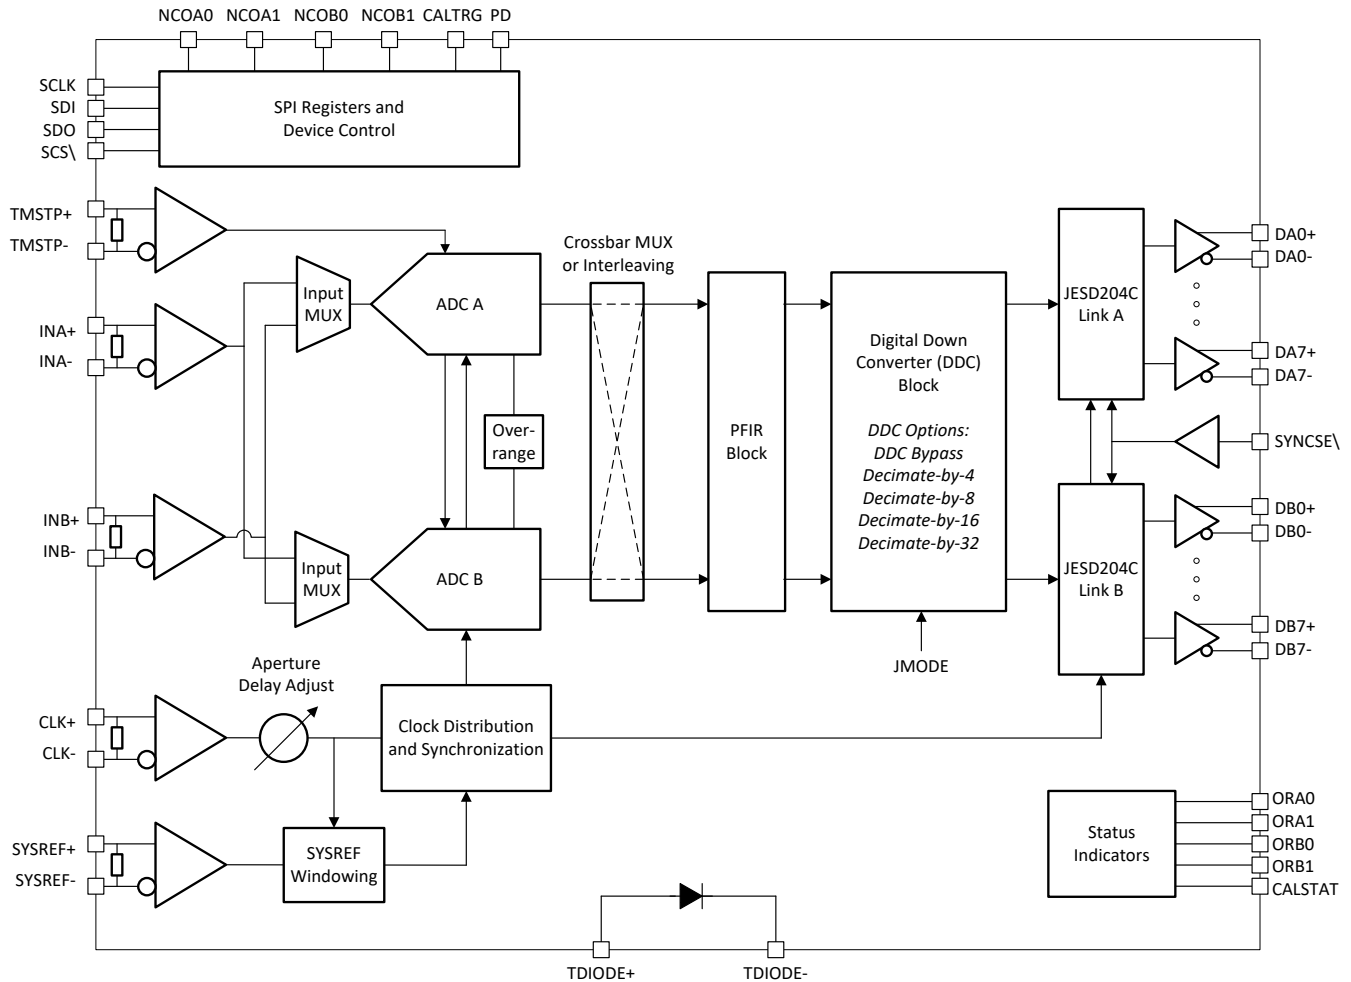 NCOA0 NCOA1 NCOB0 NCOB1 CALTRG PD
SCLK
SDI
SDO
SCS\
SPI Registers and
Device Control
TMSTP+
TMSTP-
INA+
INA-
Input
MUX
ADC A
Crossbar MUX
or Interleaving
Over-
range
INB+
INB-
Input
MUX
ADC B
PFIR
Block
Digital Down
Converter (DDC)
Block
DDC Options:
DDC Bypass
Decimate-by-4
Decimate-by-8
Decimate-by-16
Decimate-by-32
JMODE
JESD204C
Link A
DA0+
DA0-
DA7+
DA7-
SYNCSE\
JESD204C
Link B
DB0+
DB0-
DB7+
DB7-
Aperture
Delay Adjust
CLK+
CLK-
Clock Distribution
and Synchronization
SYSREF+
SYSREF-
SYSREF
Windowing
Status
Indicators
ORA0
ORA1
ORB0
ORB1
CALSTAT
TDIODE+
TDIODE-